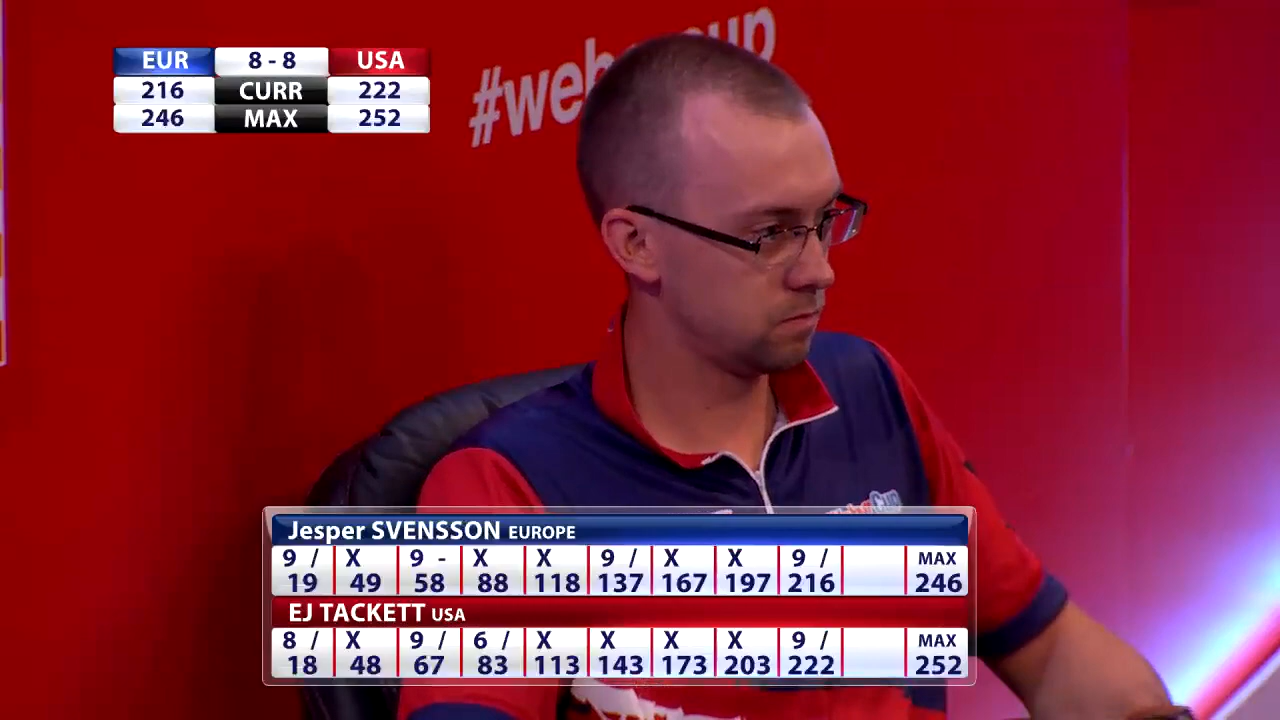 EUR 8 - 8 USA
216 CURR 222
246 MAX 252
#we up
Jesper SVENSSON EUROPE
9 / X 9 - X X 9 / X X 9 / MAX
19 49 58 88 118 137 167 197 216 246
EJ TACKETT USA
8 / X 9 / 6 / X X X X 9 / MAX
18 48 67 83 113 143 173 203 222 252